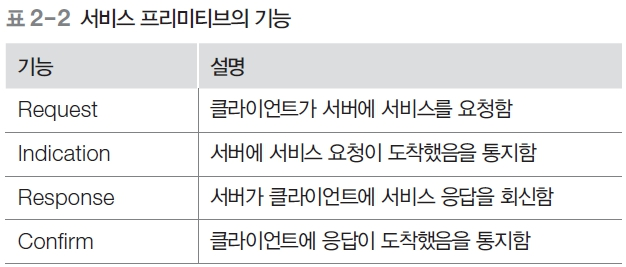 표 2-2 서비스 프리미티브의 기능
기능 설명
Request 클라이언트가 서버에 서비스를 요청함
Indication 서버에 서비스 요청이 도착했음을 통지함
Response 서버가 클라이언트에 서비스 응답을 회신함
Confirm 클라이언트에 응답이 도착했음을 통지함